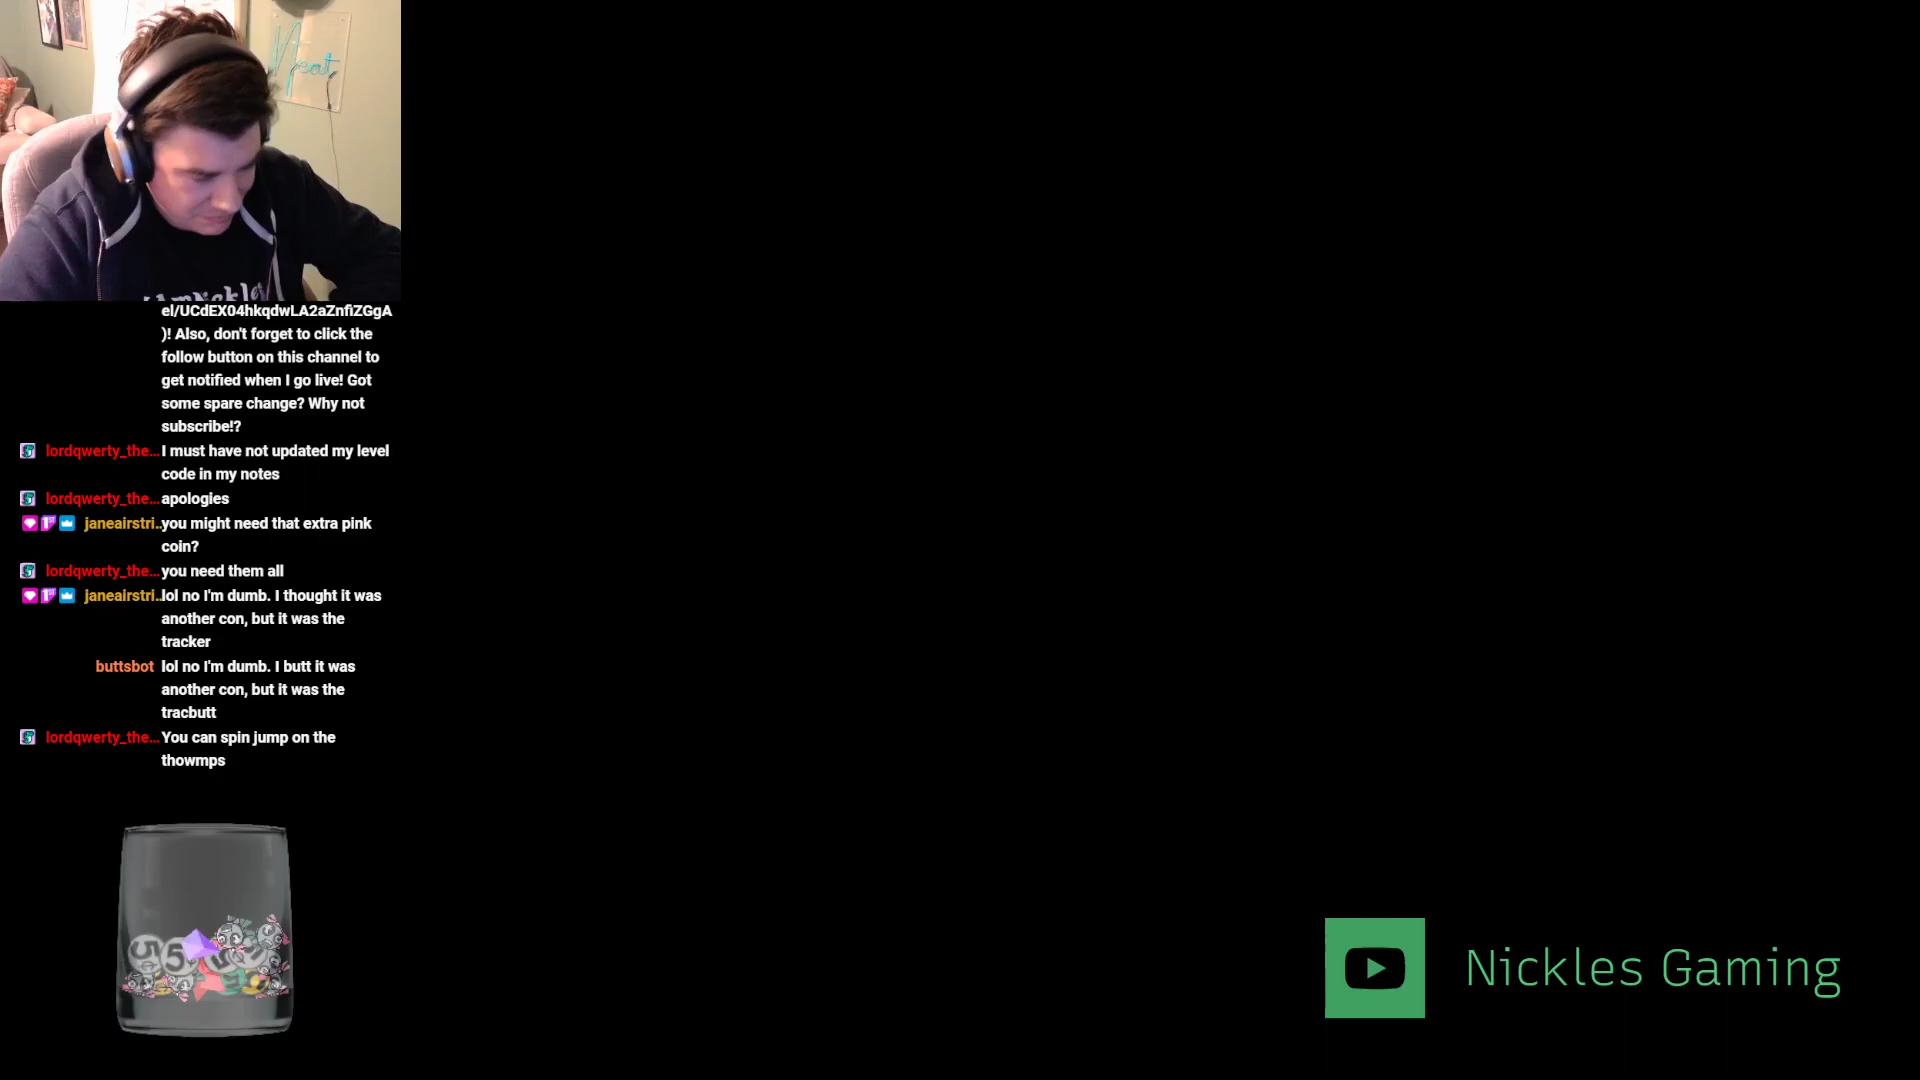 Neat
el/UCdEX04hkqdwLA2aZnfiZGgA
)! Also, don't forget to click the
follow button on this channel to
get notified when I go live! Got
some spare change? Why not
subscribe!?
lordqwerty_the... I must have not updated my level
code in my notes
lordqwerty_the... apologies
janeairstri.. you might need that extra pink
coin?
lordqwerty_the... you need them all
janeairstri.. lol no I'm dumb. I thought it was
another con, but it was the
tracker
buttsbot lol no I'm dumb. I butt it was
another con, but it was the
tracbutt
lordqwerty_the... You can spin jump on the
thowmps
5 5
Nickles Gaming